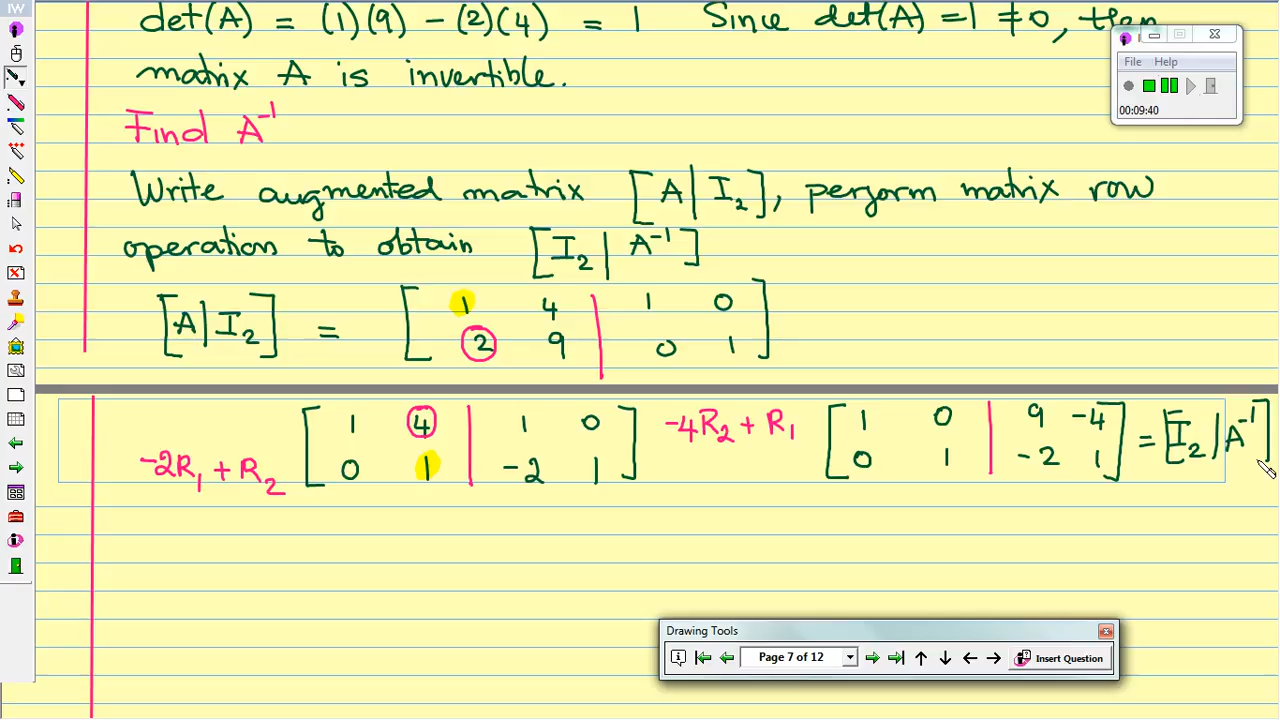 IW
det(A) = (1)(9) - (2)(4) = 1 Since det(A) = 1 ≠ 0, then
matrix A is invertible.
File Help
00:09:40
Find A⁻¹
Write augmented matrix [A | I₂], perform matrix row
operation to obtain [I₂ | A⁻¹]
[A | I₂] = [ 1 4 | 1 0
2 9 | 0 1 ]
[ 1 4 | 1 0 ] -4R₂ + R₁ [ 1 0 | 9 -4 ] = [I₂ | A⁻¹]
-2R₁ + R₂ [ 0 1 | -2 1 ] [ 0 1 | -2 1 ]
Drawing Tools
Page 7 of 12 Insert Question